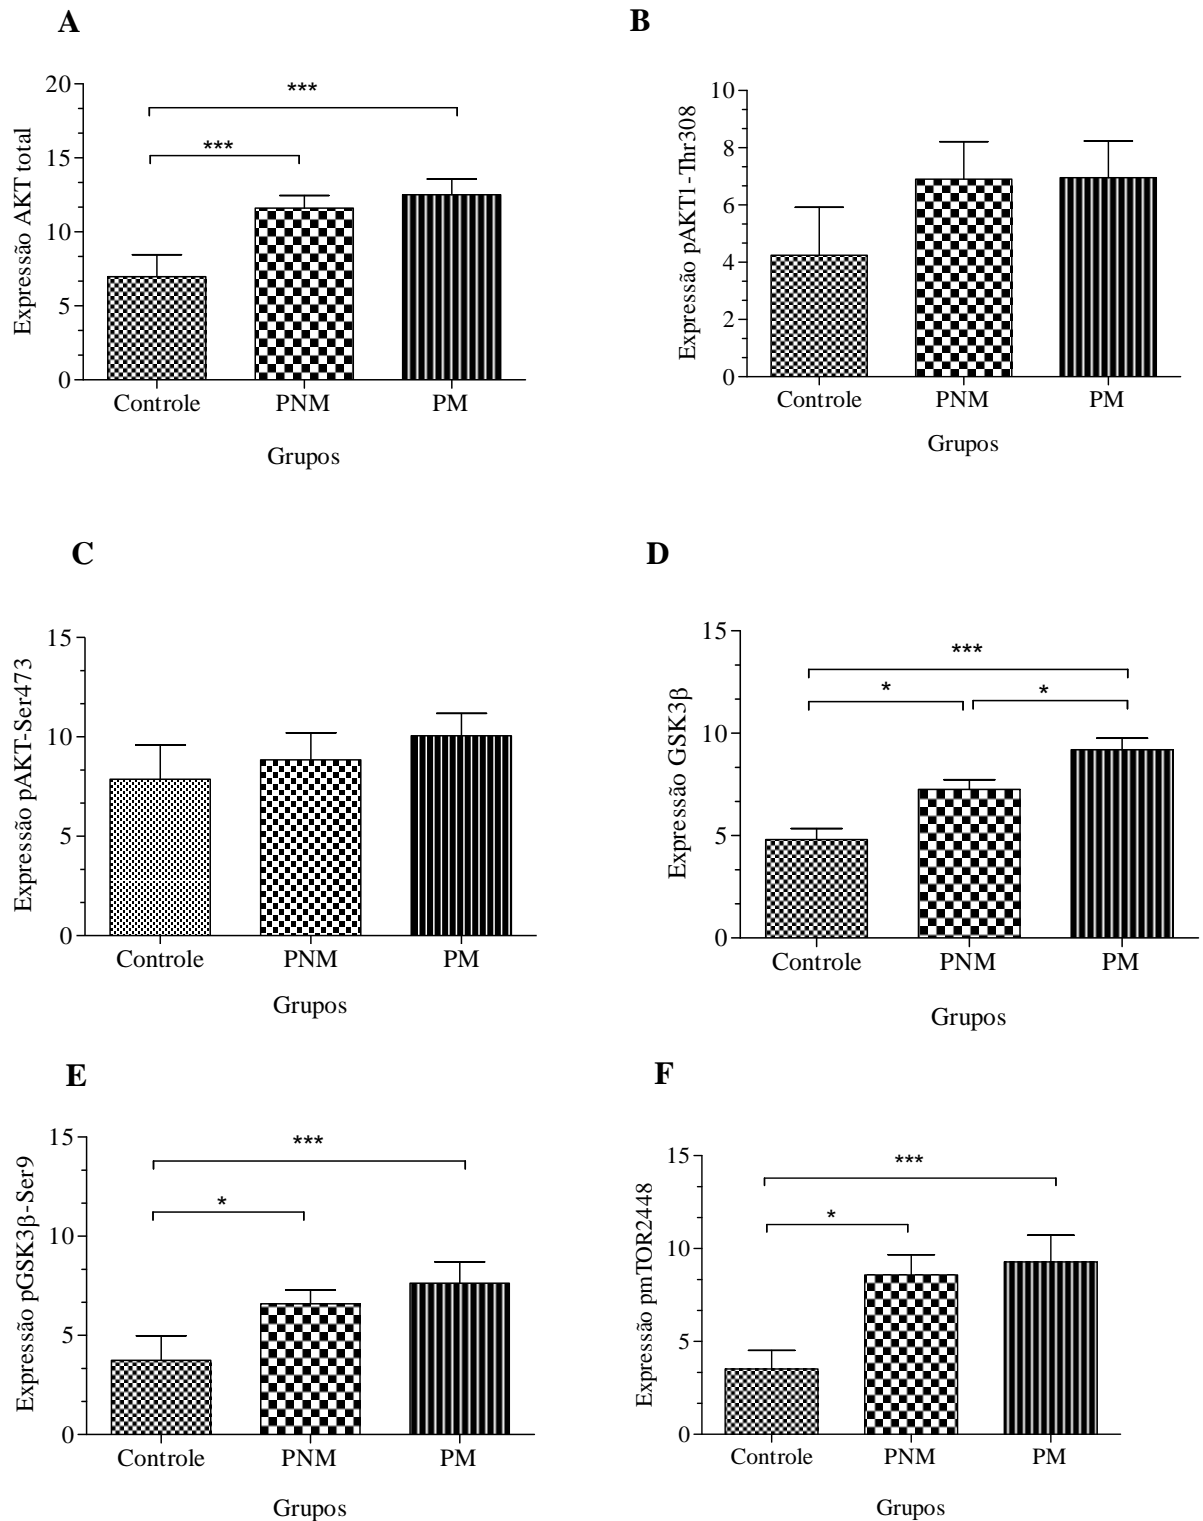 A
Expressão AKT total
20
15
10
5
0
***
***
Controle PNM PM
Grupos
B
Expressão pAKT1-Thr308
10
8
6
4
2
0
Controle PNM PM
Grupos
C
Expressão pAKT-Ser473
15
10
5
0
Controle PNM PM
Grupos
D
Expressão GSK3β
15
10
5
0
***
* *
Controle PNM PM
Grupos
E
Expressão pGSK3β-Ser9
15
10
5
0
***
*
Controle PNM PM
Grupos
F
Expressão pmTOR2448
15
10
5
0
***
*
Controle PNM PM
Grupos